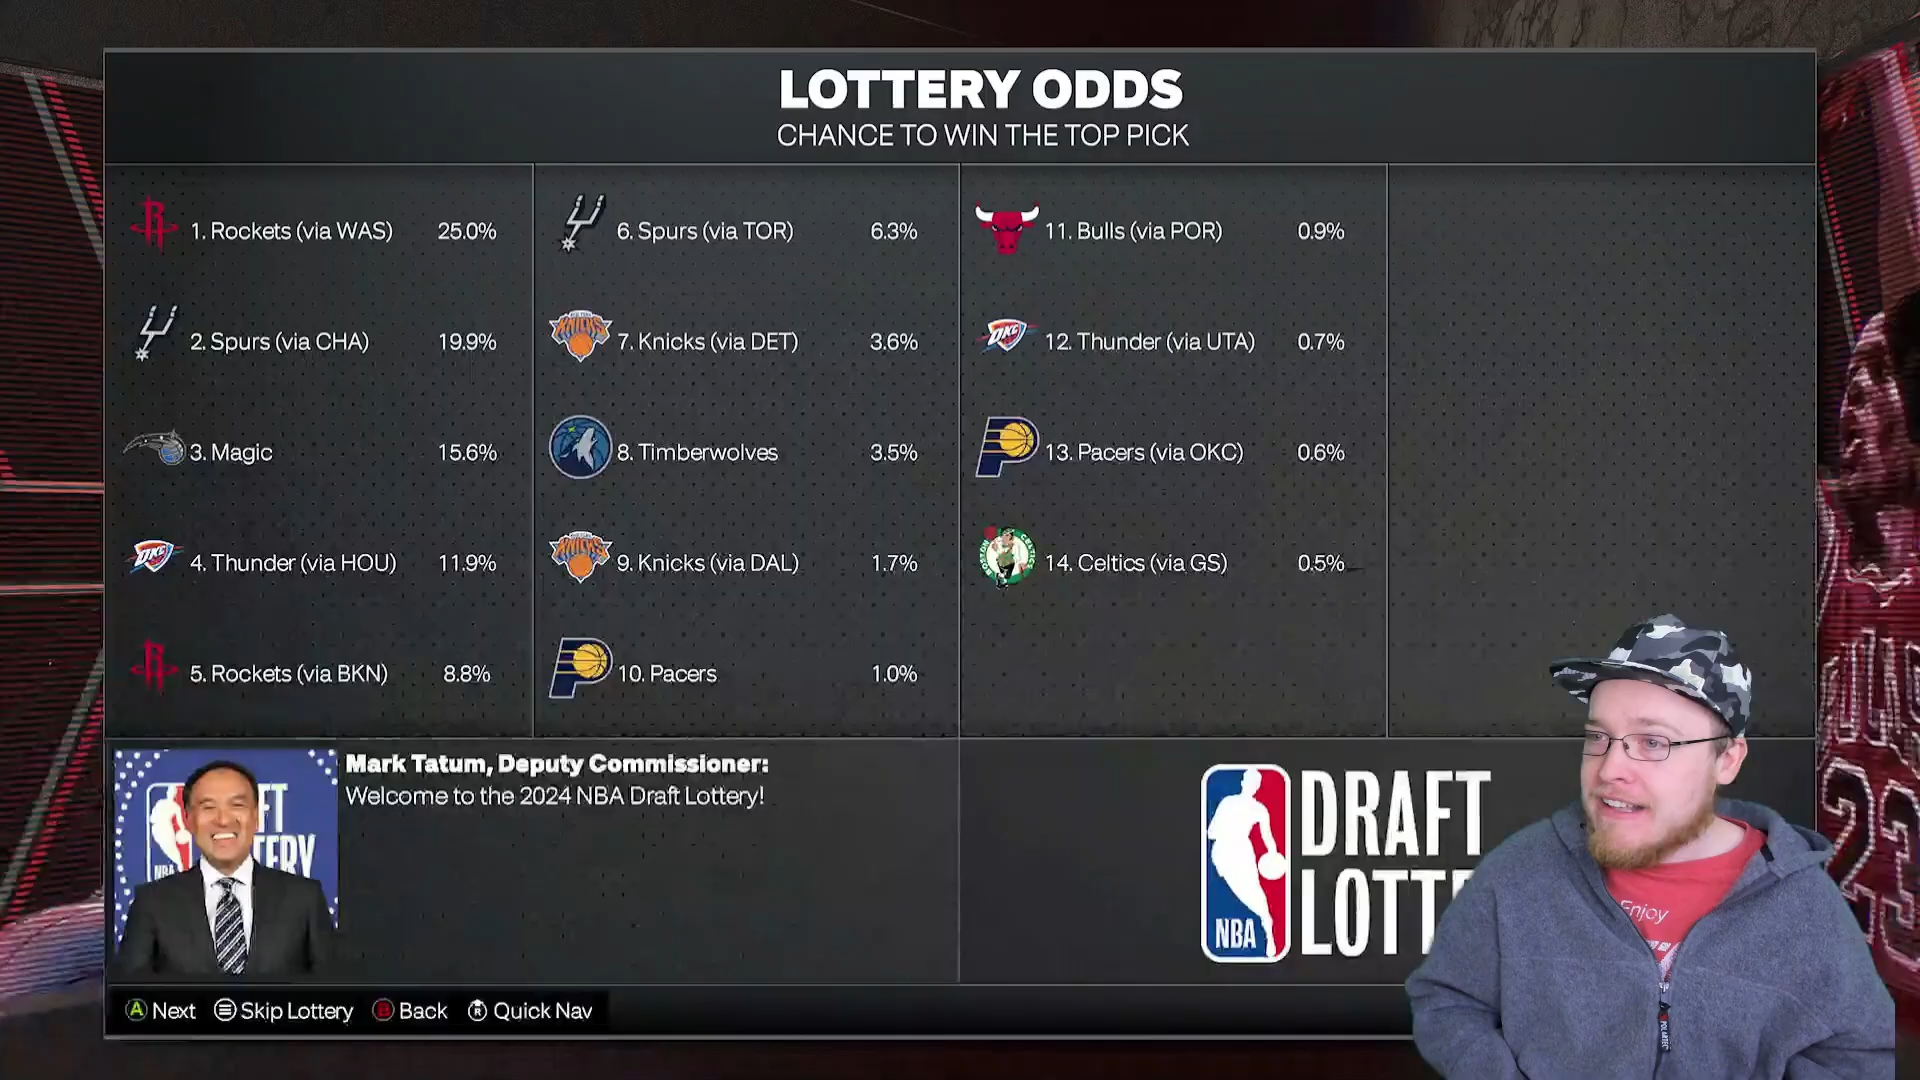 LOTTERY ODDS
CHANCE TO WIN THE TOP PICK
1. Rockets (via WAS) 25.0%
2. Spurs (via CHA) 19.9%
3. Magic 15.6%
4. Thunder (via HOU) 11.9%
5. Rockets (via BKN) 8.8%
6. Spurs (via TOR) 6.3%
7. Knicks (via DET) 3.6%
8. Timberwolves 3.5%
9. Knicks (via DAL) 1.7%
10. Pacers 1.0%
11. Bulls (via POR) 0.9%
12. Thunder (via UTA) 0.7%
13. Pacers (via OKC) 0.6%
14. Celtics (via GS) 0.5%
Mark Tatum, Deputy Commissioner:
Welcome to the 2024 NBA Draft Lottery!
NBA
DRAFT
LOTT
Enjoy
23
A Next Skip Lottery B Back R Quick Nav